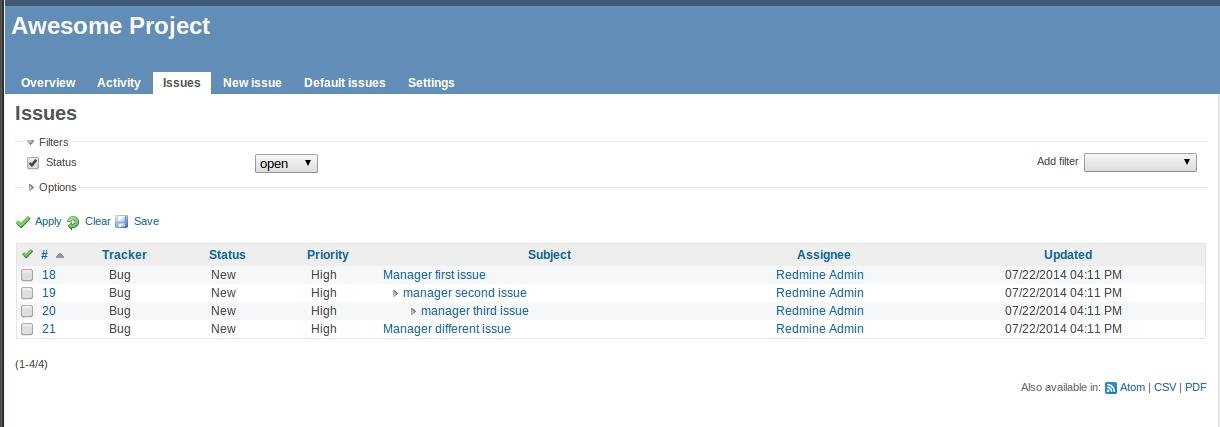 Awesome Project
Overview Activity Issues New issue Default issues Settings
Issues
Filters
Status open Add filter
Options
Apply Clear Save
# Tracker Status Priority Subject Assignee Updated
18 Bug New High Manager first issue Redmine Admin 07/22/2014 04:11 PM
19 Bug New High manager second issue Redmine Admin 07/22/2014 04:11 PM
20 Bug New High manager third issue Redmine Admin 07/22/2014 04:11 PM
21 Bug New High Manager different issue Redmine Admin 07/22/2014 04:11 PM
(1-4/4)
Also available in: Atom | CSV | PDF